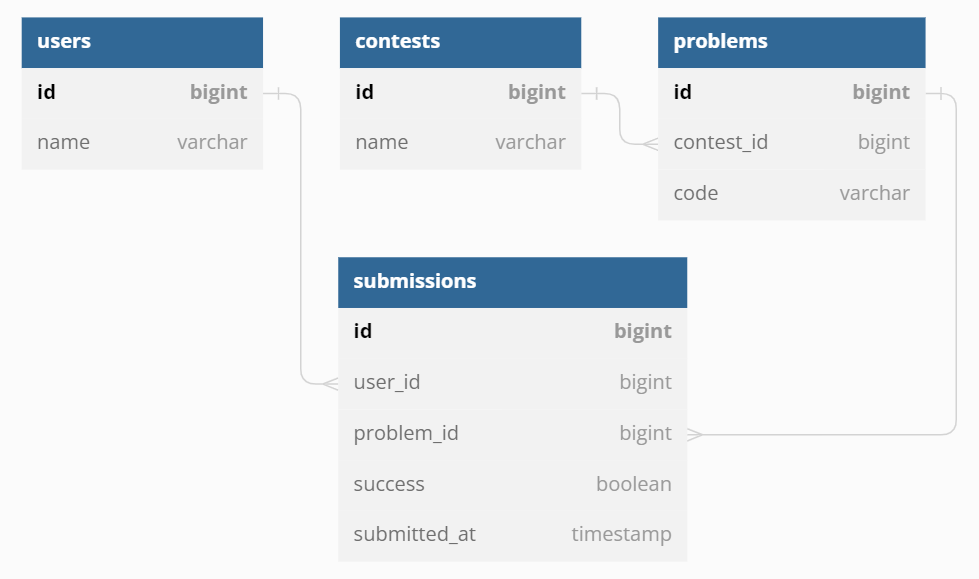 users
id bigint
name varchar
contests
id bigint
name varchar
problems
id bigint
contest_id bigint
code varchar
submissions
id bigint
user_id bigint
problem_id bigint
success boolean
submitted_at timestamp